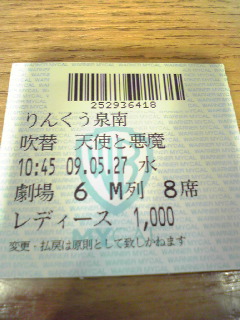 252936418
りんくう泉南
吹替 天使と悪魔
10:45 09.05.27 水
劇場 6 M列 8席
レディース 1,000
変更・払戻は原則として致しかねます